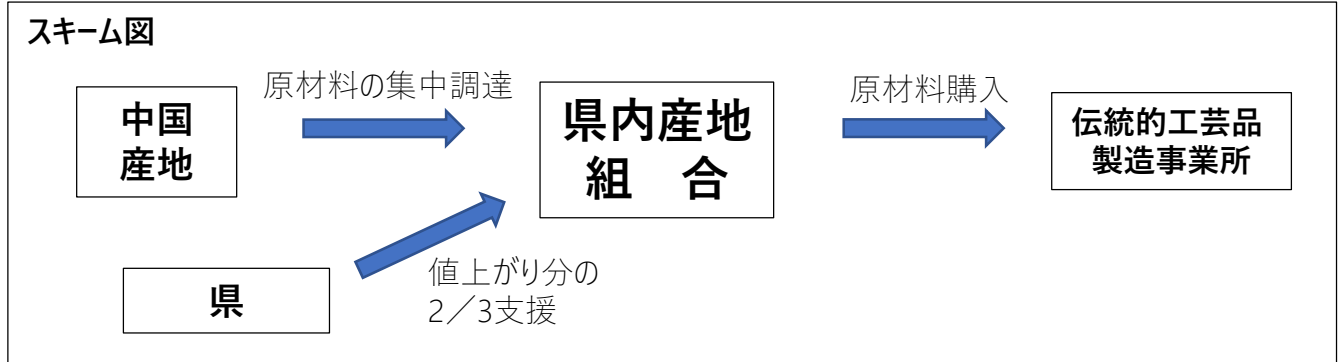 スキーム図
中国
産地
原材料の集中調達
県内産地
組　合
原材料購入
伝統的工芸品
製造事業所
県
値上がり分の
2／3支援